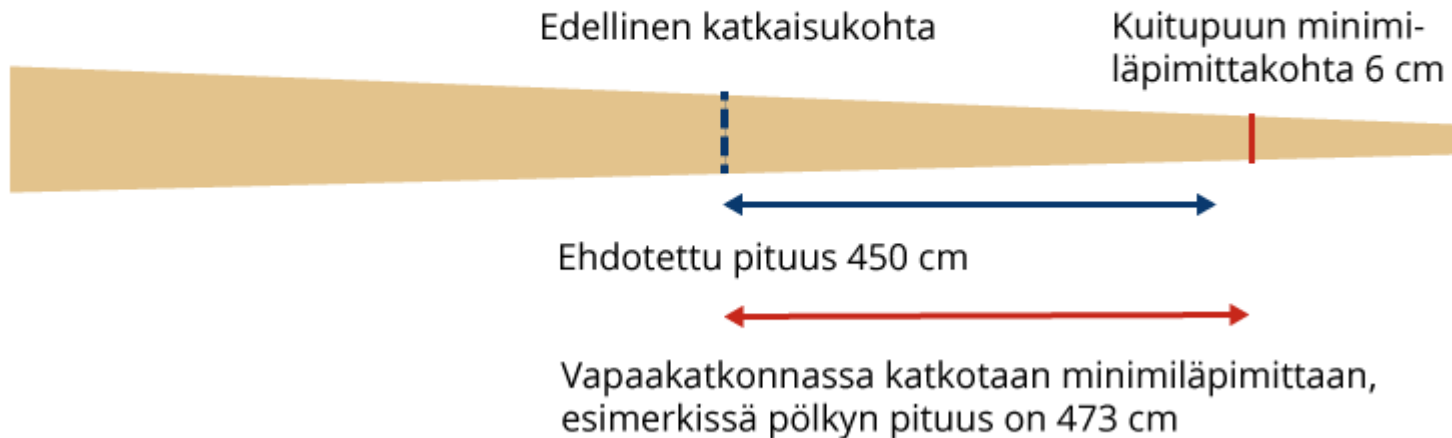 Edellinen katkaisukohta
Kuitupuun minimi-
läpimittakohta 6 cm
Ehdotettu pituus 450 cm
Vapaakatkonnassa katkotaan minimiläpimittaan,
esimerkissä pölkyn pituus on 473 cm